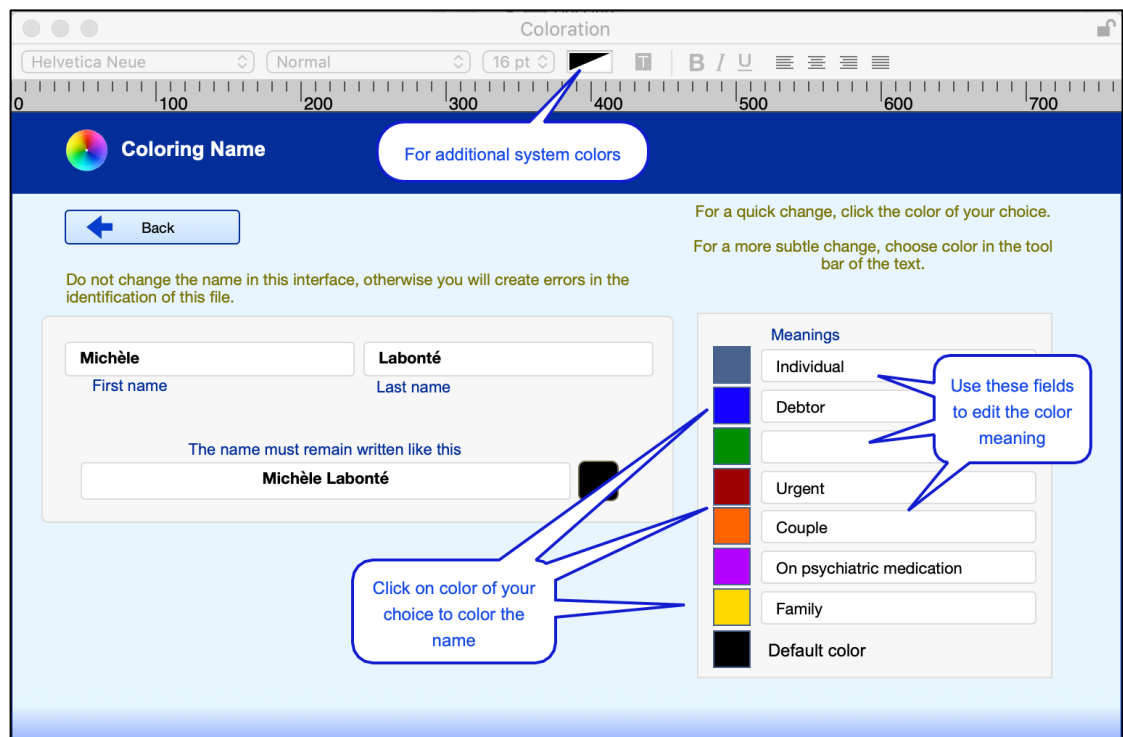 Coloration
Helvetica Neue
Normal
16 pt
T
B I U
0 100 200 300 400 500 600 700
Coloring Name
For additional system colors
Back
For a quick change, click the color of your choice.
For a more subtle change, choose color in the tool
bar of the text.
Do not change the name in this interface, otherwise you will create errors in the
identification of this file.
Michèle
First name
Labonté
Last name
The name must remain written like this
Michèle Labonté
Meanings
Individual
Debtor
Urgent
Couple
On psychiatric medication
Family
Default color
Use these fields
to edit the color
meaning
Click on color of your
choice to color the
name